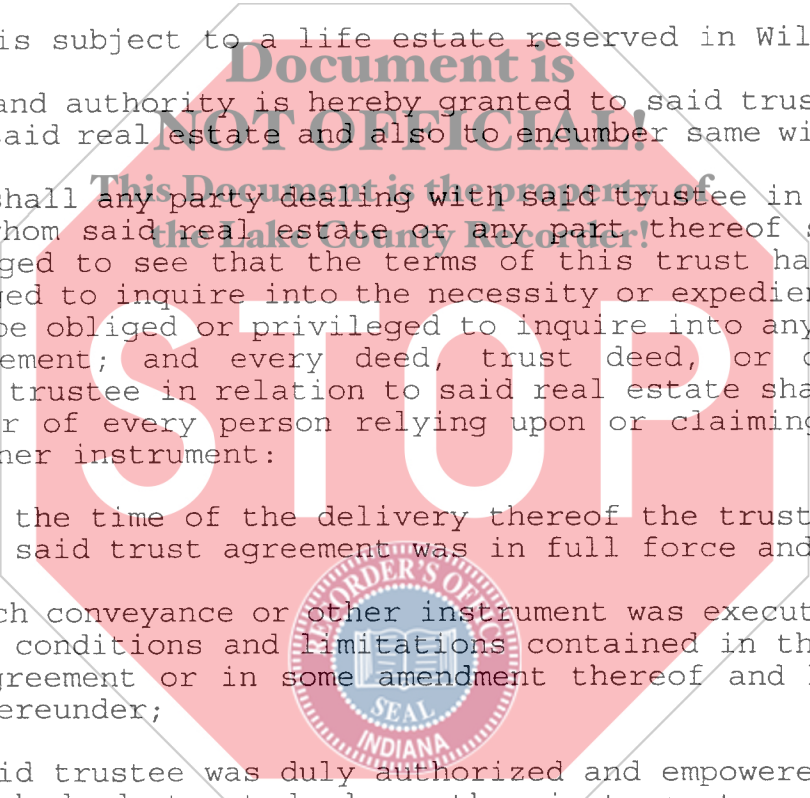 is subject to a life estate reserved in Wil
Document is
and authority is hereby granted to said trus
NOT OFFICIAL!
said real estate and also to encumber same wi
This Document is the property of
shall any party dealing with said trustee in
whom said real estate or any part thereof s
the Lake County Recorder!
ged to see that the terms of this trust ha
ged to inquire into the necessity or expedien
be obliged or privileged to inquire into any
STOP
ement; and every deed, trust deed, or o
trustee in relation to said real estate sha
r of every person relying upon or claiming
her instrument:
the time of the delivery thereof the trust
said trust agreement was in full force and
RECORDER'S OFFICE
ch conveyance or other instrument was execut
conditions and limitations contained in th
greement or in some amendment thereof and
ereunder;
SEAL
INDIANA
id trustee was duly authorized and empowere